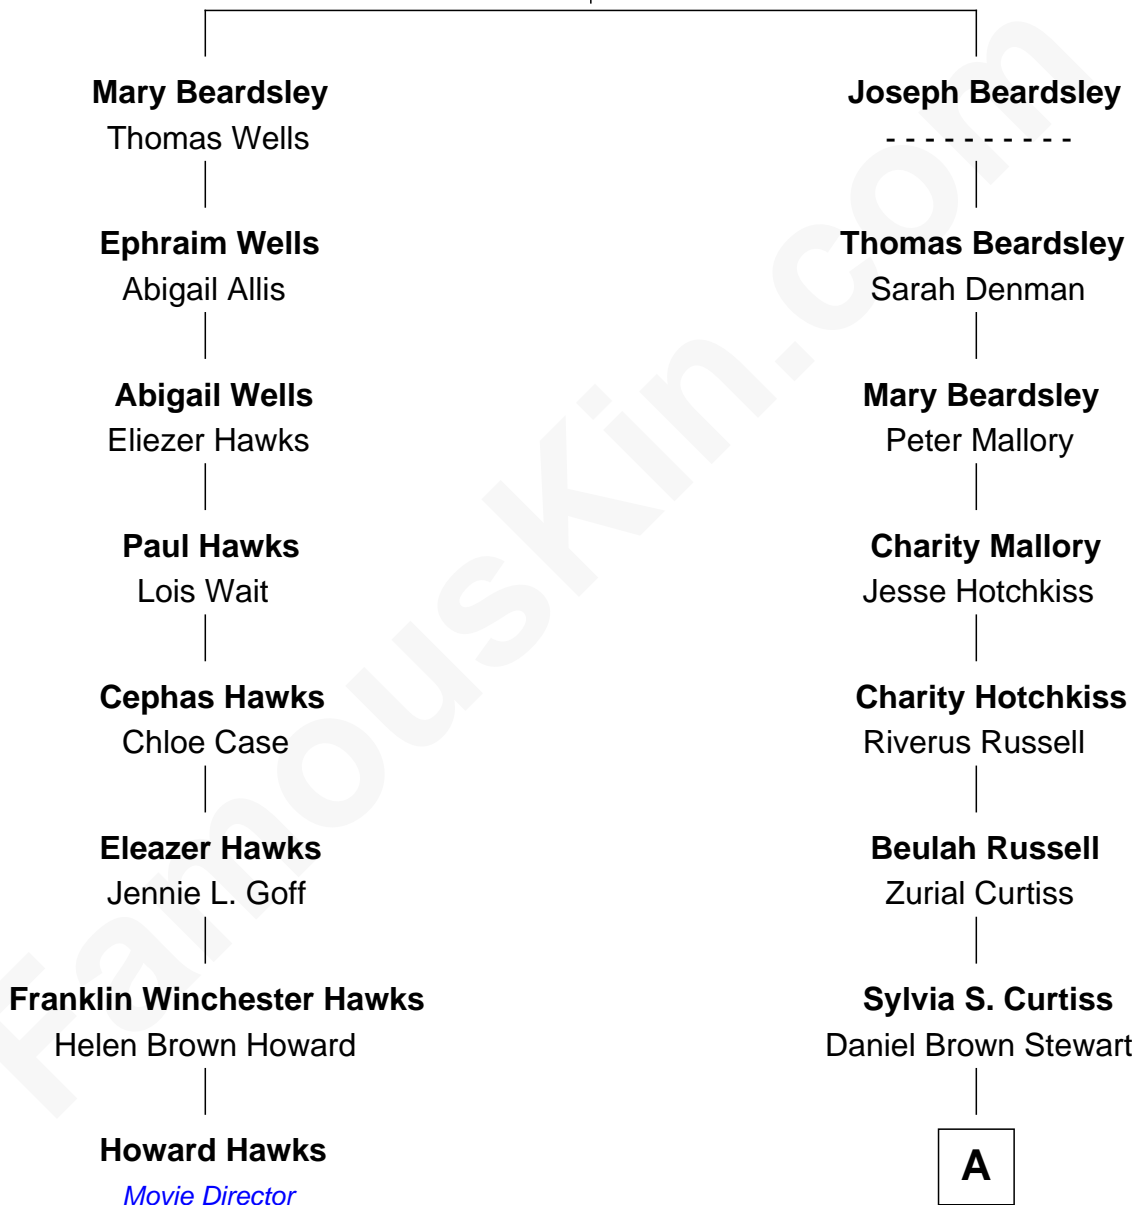 Mary Beardsley
Thomas Wells
Joseph Beardsley
- - - - - - - - - -
Ephraim Wells
Abigail Allis
Thomas Beardsley
Sarah Denman
Abigail Wells
Eliezer Hawks
Mary Beardsley
Peter Mallory
Paul Hawks
Lois Wait
Charity Mallory
Jesse Hotchkiss
Cephas Hawks
Chloe Case
Charity Hotchkiss
Riverus Russell
Eleazer Hawks
Jennie L. Goff
Beulah Russell
Zurial Curtiss
Franklin Winchester Hawks
Helen Brown Howard
Sylvia S. Curtiss
Daniel Brown Stewart
Howard Hawks
Movie Director
A
FamousKin.com